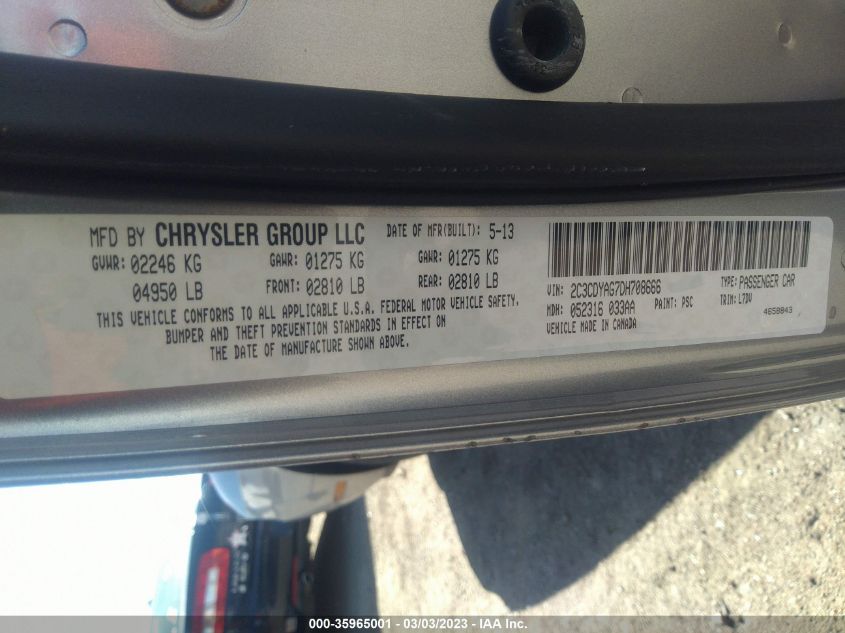 MFD BY CHRYSLER GROUP LLC
DATE OF MFR(BUILT): 5-13
GVWR: 02246 KG GAWR: 01275 KG GAWR: 01275 KG
04950 LB FRONT: 02810 LB REAR: 02810 LB
THIS VEHICLE CONFORMS TO ALL APPLICABLE U.S.A. FEDERAL MOTOR VEHICLE SAFETY,
BUMPER AND THEFT PREVENTION STANDARDS IN EFFECT ON
THE DATE OF MANUFACTURE SHOWN ABOVE.
VIN: 2C3CDYAG7DH708666 TYPE: PASSENGER CAR
MDH: 052316 033AA PAINT: PSC TRIM: L7DV
VEHICLE MADE IN CANADA 4658843
000-35965001 — 03/03/2023 — IAA Inc.